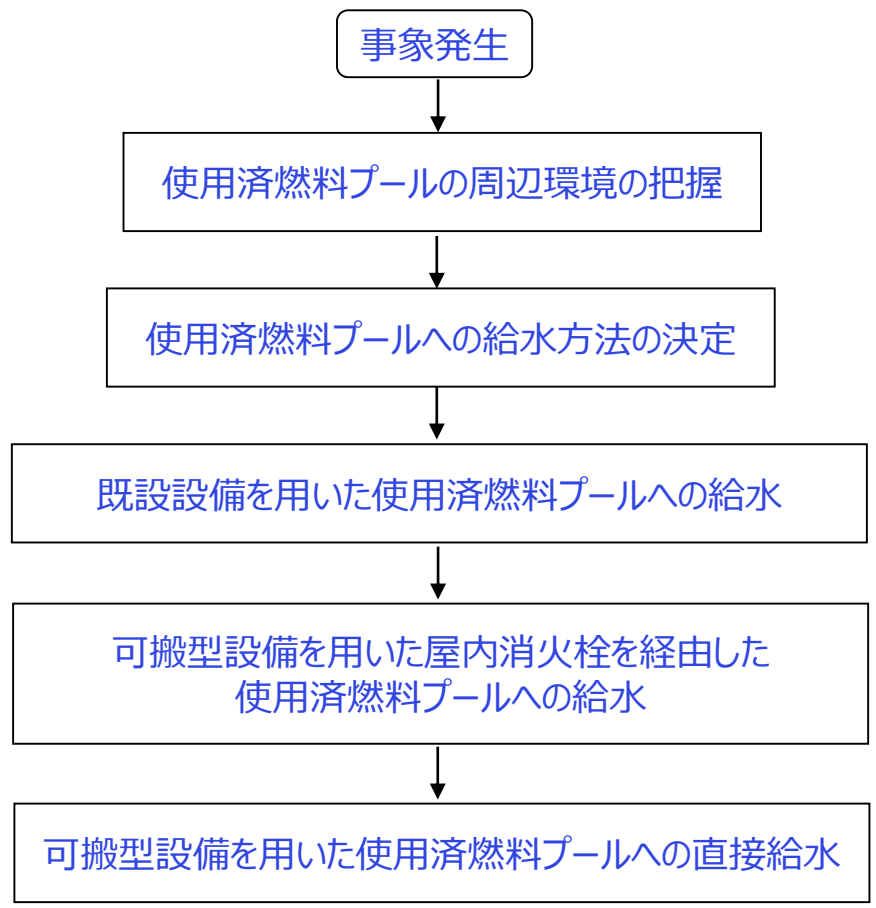 事象発生
使用済燃料プールの周辺環境の把握
使用済燃料プールへの給水方法の決定
既設設備を用いた使用済燃料プールへの給水
可搬型設備を用いた屋内消火栓を経由した
使用済燃料プールへの給水
可搬型設備を用いた使用済燃料プールへの直接給水